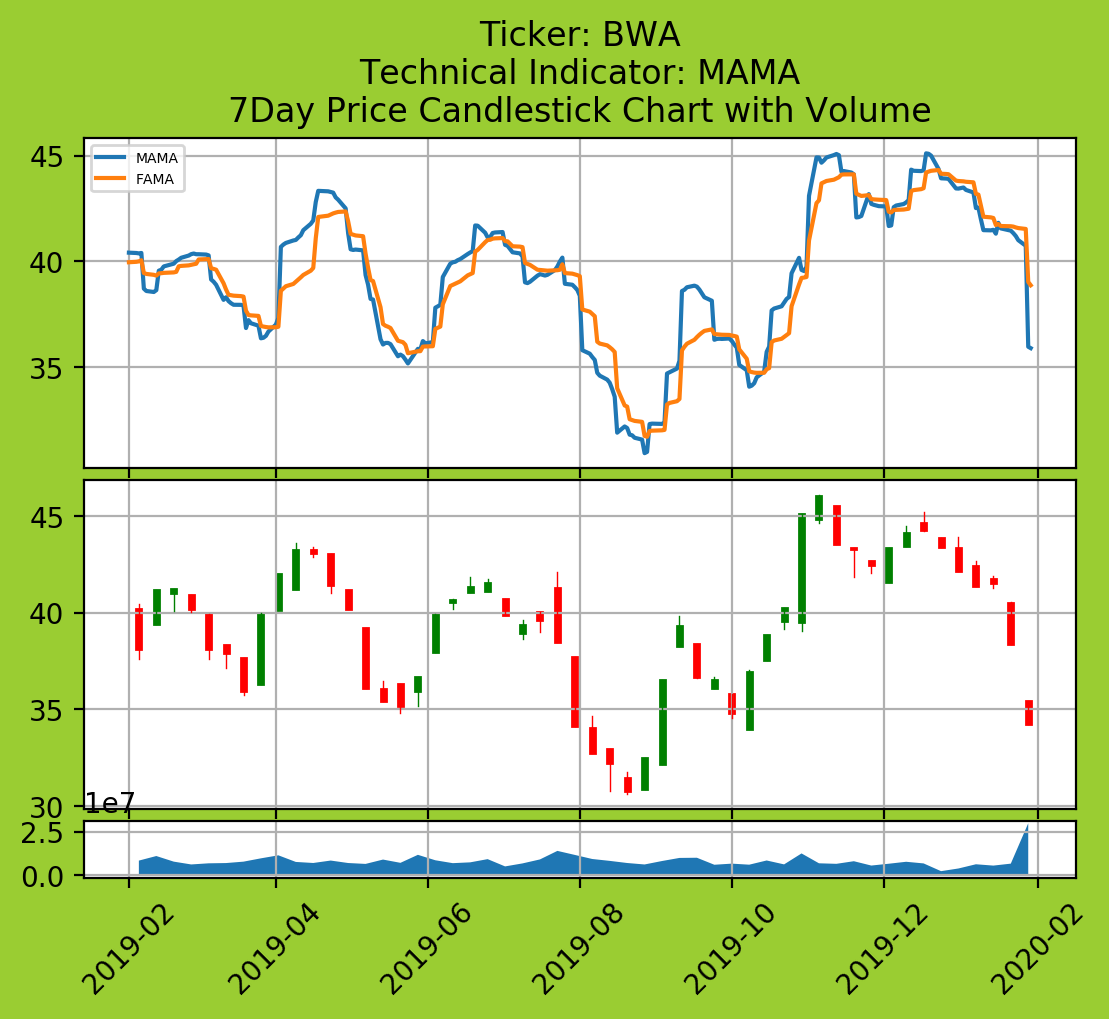 Ticker: BWA
Technical Indicator: MAMA
7Day Price Candlestick Chart with Volume
MAMA
FAMA
45
40
35
45
40
35
30
1e7
2.5
0.0
2019-02
2019-04
2019-06
2019-08
2019-10
2019-12
2020-02